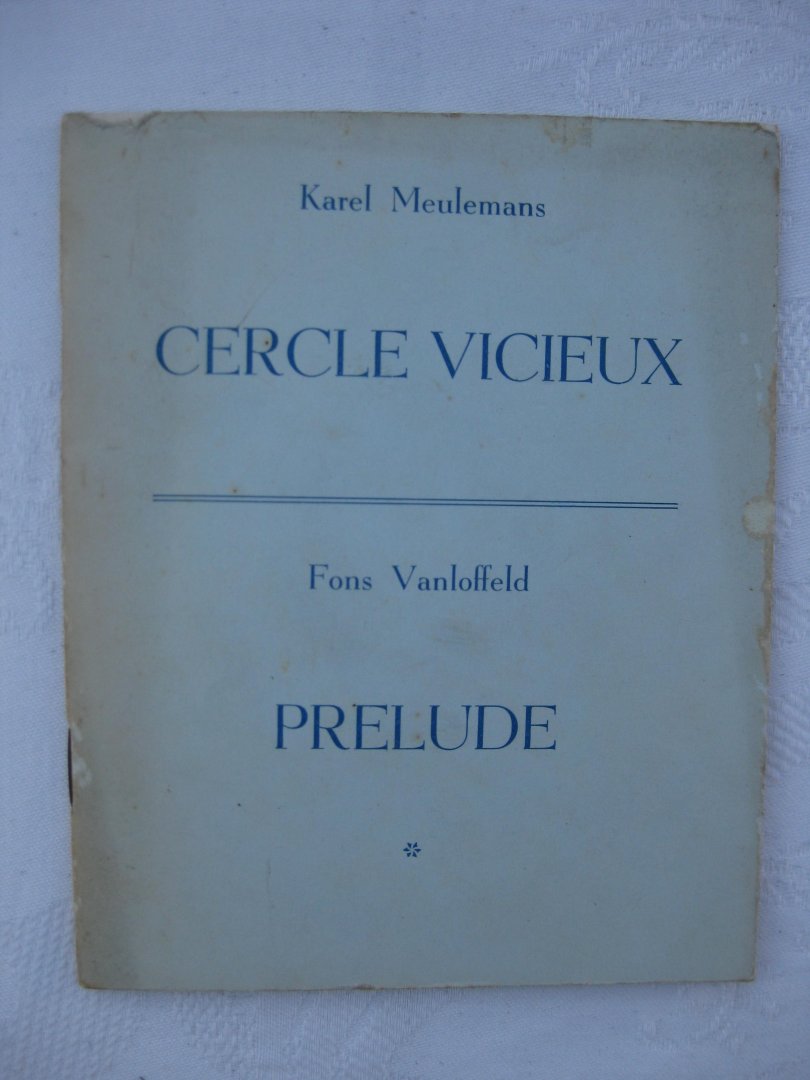 Karel Meulemans
CERCLE VICIEUX
Fons Vanloffeld
PRELUDE